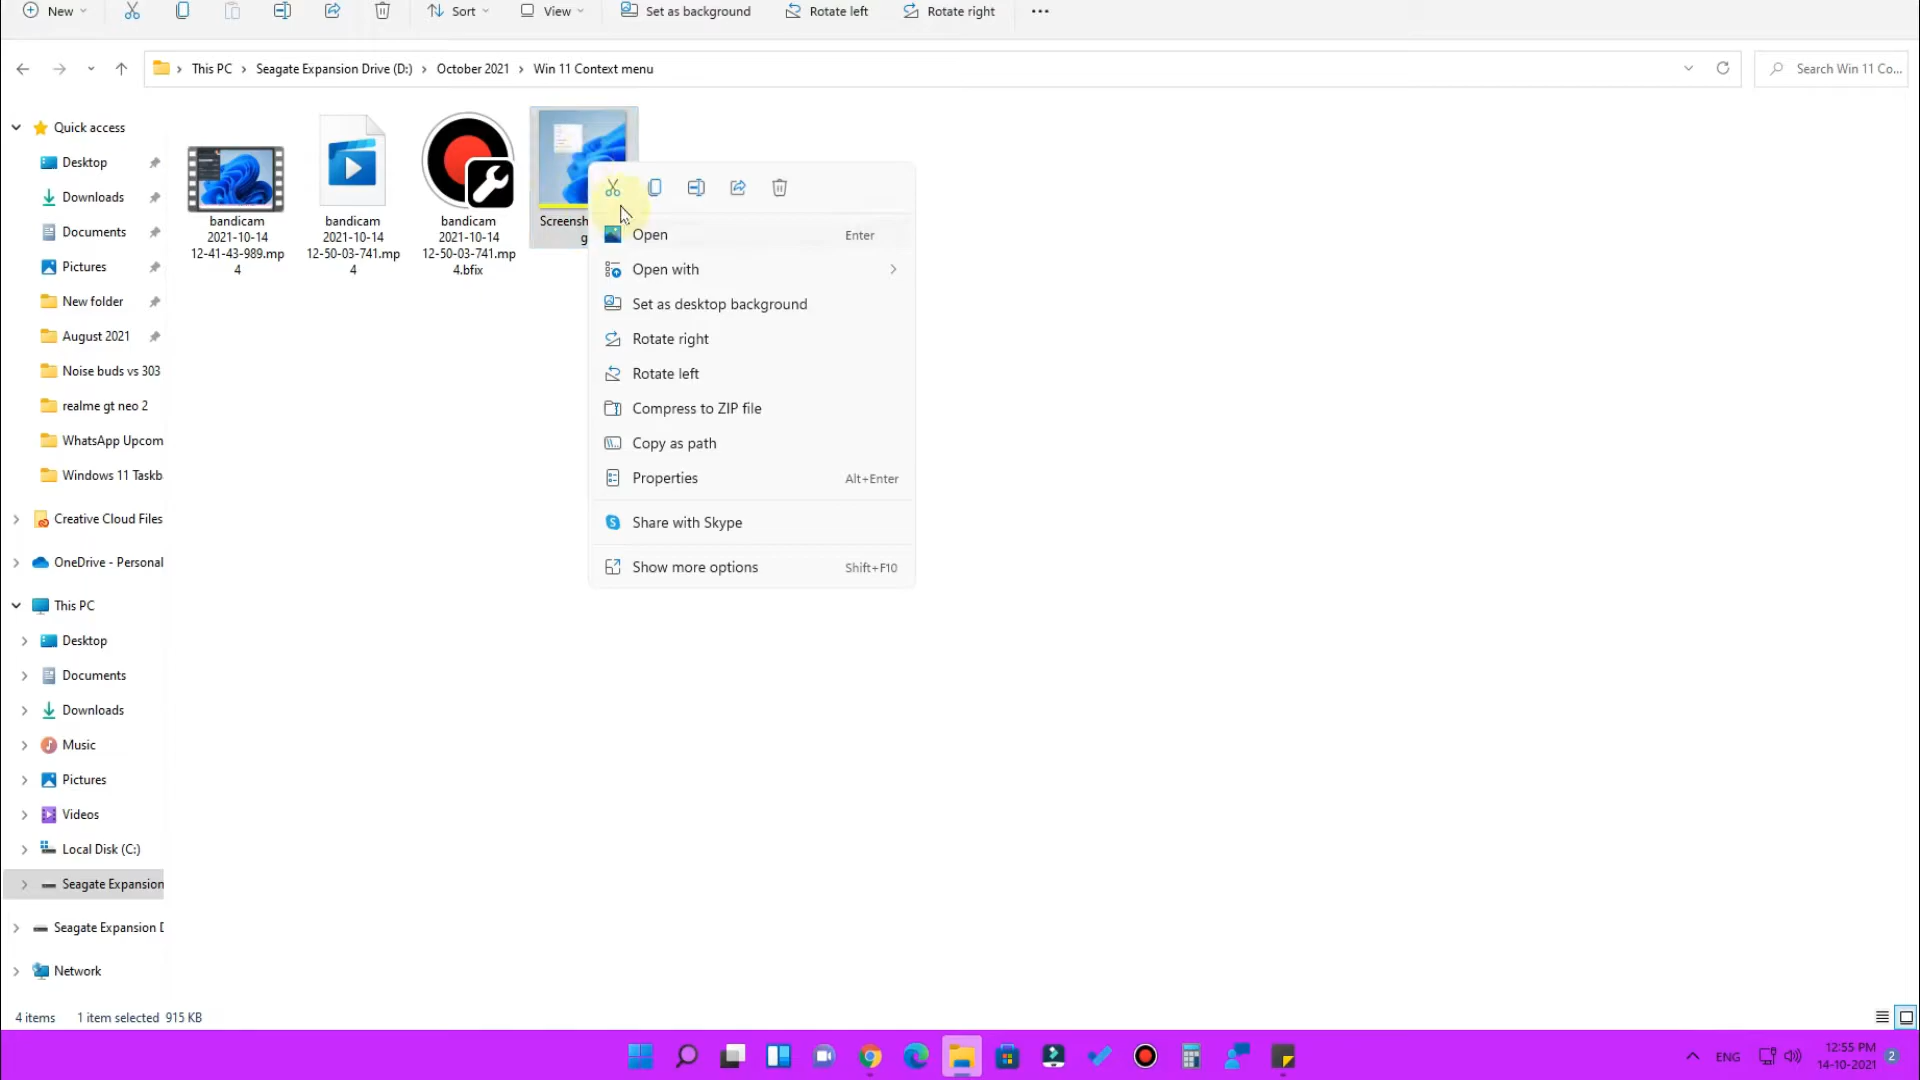 New
Sort
View
Set as background
Rotate left
Rotate right
This PC
Seagate Expansion Drive (D:)
October 2021
Win 11 Context menu
Search Win 11 Co...
Quick access
Desktop
Downloads
Documents
Pictures
New folder
August 2021
Noise buds vs 303
realme gt neo 2
WhatsApp Upcom
Windows 11 Taskb
Creative Cloud Files
OneDrive - Personal
This PC
Desktop
Documents
Downloads
Music
Pictures
Videos
Local Disk (C:)
Seagate Expansion
Seagate Expansion D
Network
bandicam
2021-10-14
12-41-43-989.mp
4
bandicam
2021-10-14
12-50-03-741.mp
4
bandicam
2021-10-14
12-50-03-741.mp
4.bfix
Screensh
g
Open Enter
Open with
Set as desktop background
Rotate right
Rotate left
Compress to ZIP file
Copy as path
Properties Alt+Enter
Share with Skype
Show more options Shift+F10
4 items 1 item selected 915 KB
ENG
12:55 PM
14-10-2021
2